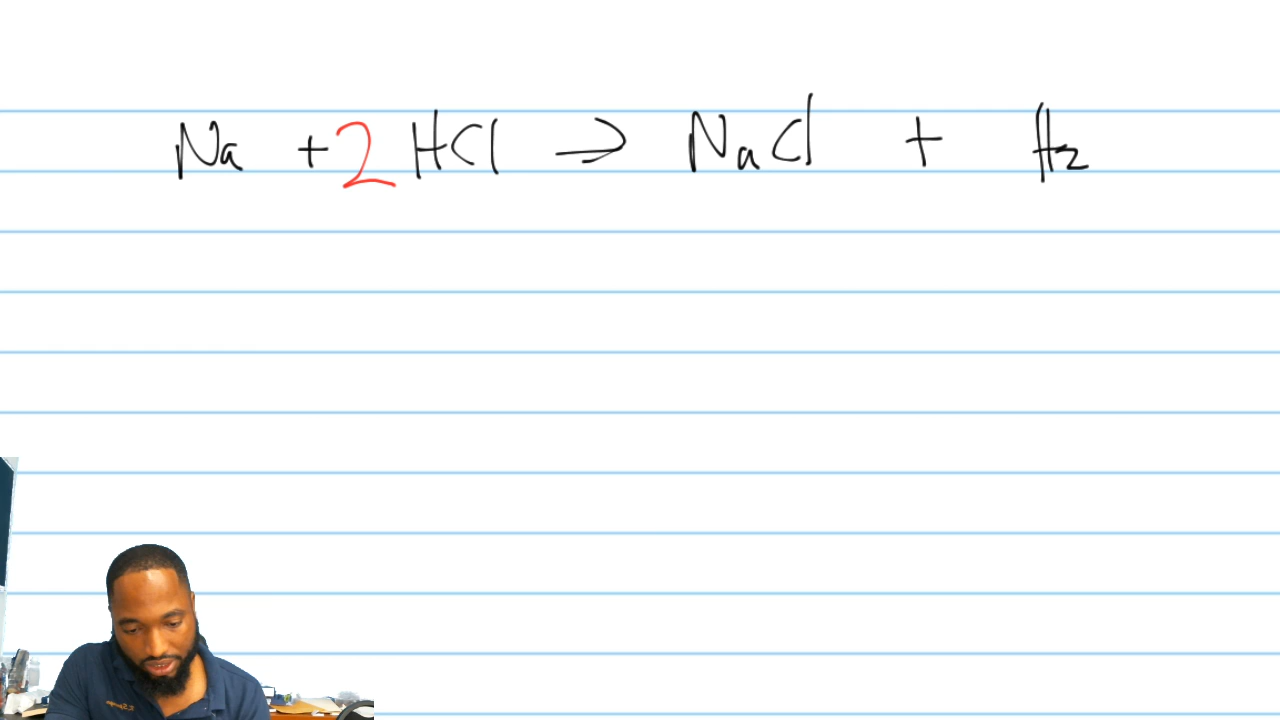 Na + 2 HCl → NaCl + H₂